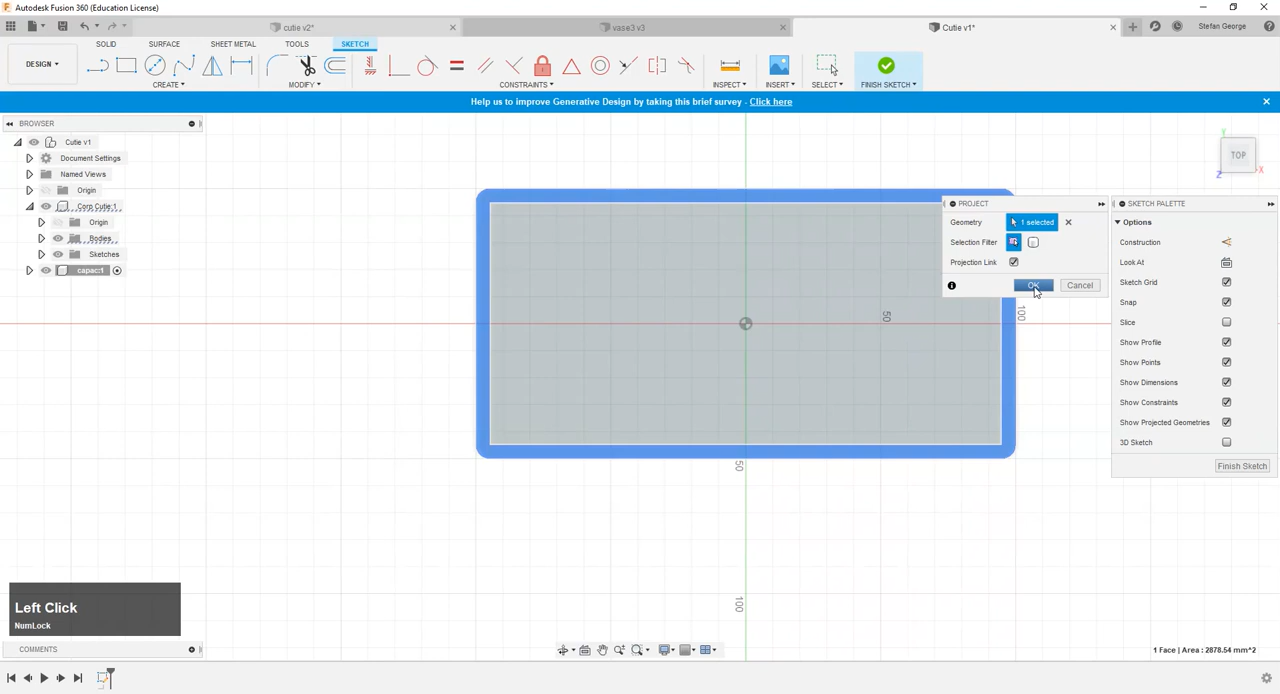 Autodesk Fusion 360 (Education License)
cutie v2*
vase3 v3
Cutie v1*
Stefan George
DESIGN
SOLID
SURFACE
SHEET METAL
TOOLS
SKETCH
CREATE
MODIFY
CONSTRAINTS
INSPECT
INSERT
SELECT
FINISH SKETCH
Help us to improve Generative Design by taking this brief survey - Click here
BROWSER
Cutie v1
Document Settings
Named Views
Origin
Corp Cutie:1
Origin
Bodies
Sketches
capac:1
TOP
Y
Z
X
PROJECT
Geometry
1 selected
Selection Filter
Projection Link
OK
Cancel
SKETCH PALETTE
Options
Construction
Look At
Sketch Grid
Snap
Slice
Show Profile
Show Points
Show Dimensions
Show Constraints
Show Projected Geometries
3D Sketch
Finish Sketch
50
100
50
100
Left Click
NumLock
COMMENTS
1 Face | Area : 2878.54 mm^2